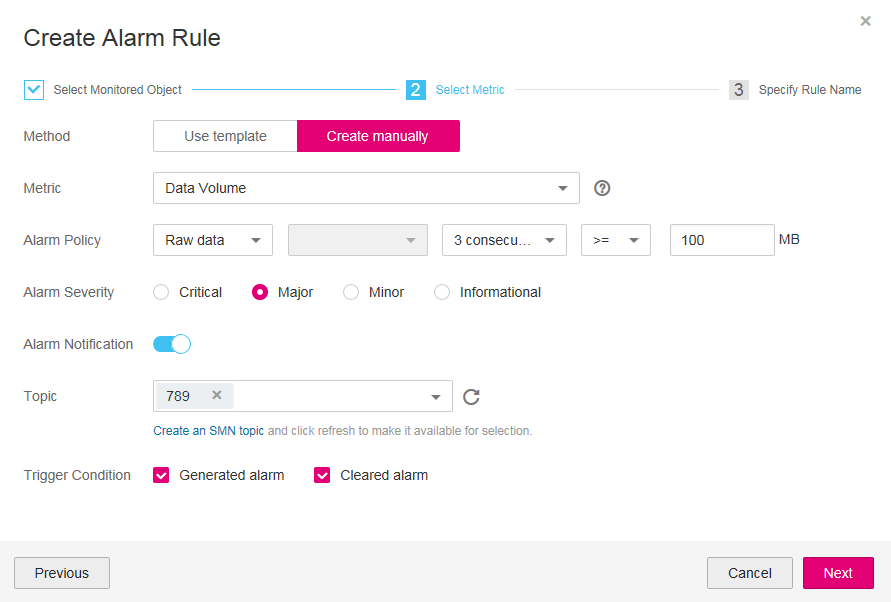 Create Alarm Rule
Select Monitored Object 2 Select Metric 3 Specify Rule Name
Method Use template Create manually
Metric Data Volume ?
Alarm Policy Raw data 3 consecu... >= 100 MB
Alarm Severity Critical Major Minor Informational
Alarm Notification
Topic 789
Create an SMN topic and click refresh to make it available for selection.
Trigger Condition Generated alarm Cleared alarm
Previous Cancel Next